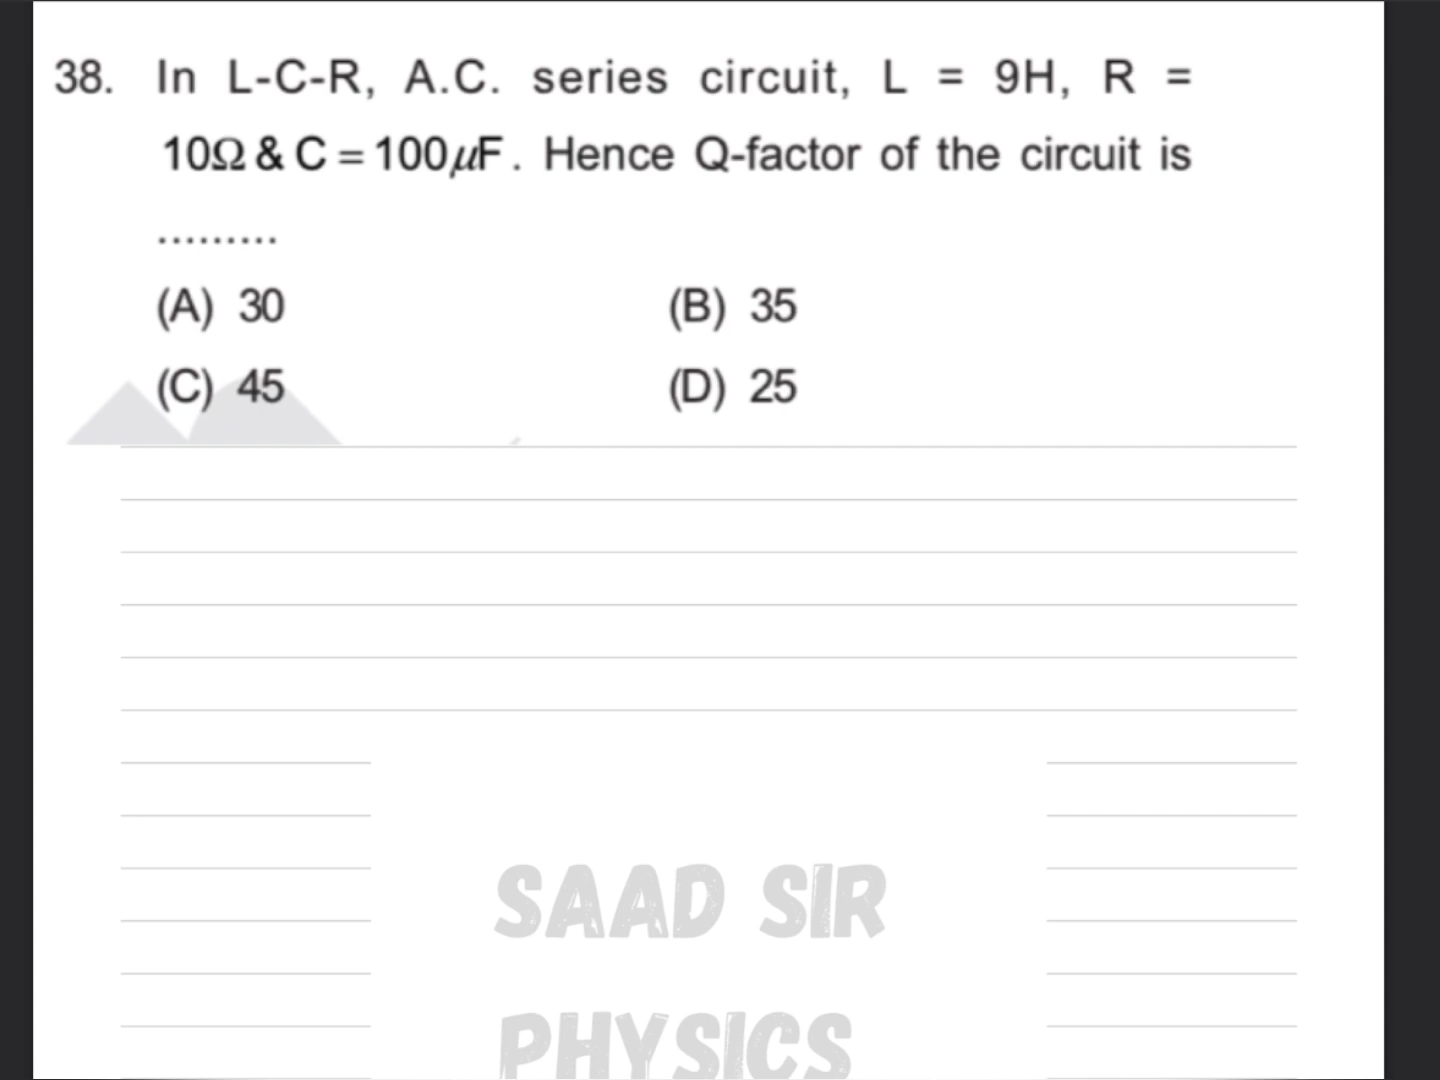 38. In L-C-R, A.C. series circuit, L = 9H, R =
10Ω & C = 100μF. Hence Q-factor of the circuit is
.........
(A) 30 (B) 35
(C) 45 (D) 25
SAAD SIR
PHYSICS